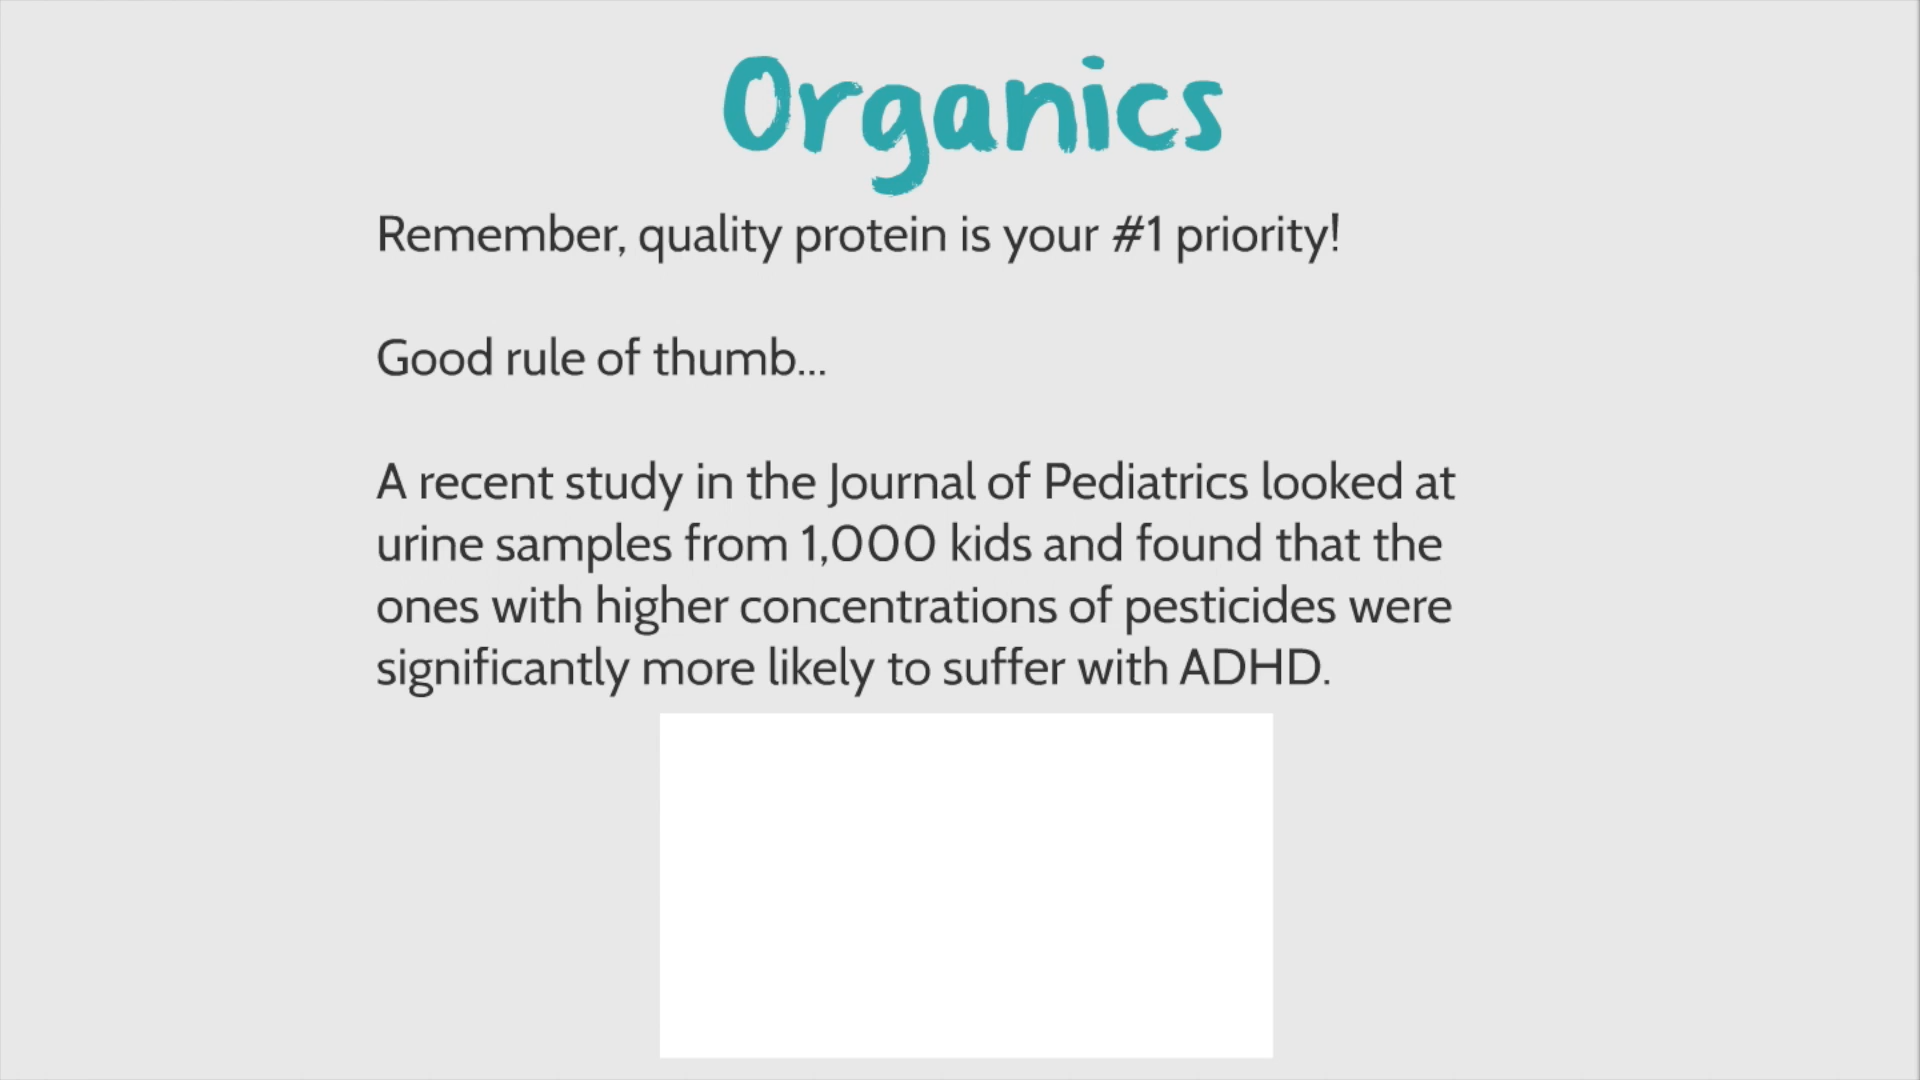 Organics
Remember, quality protein is your #1 priority!
Good rule of thumb...
A recent study in the Journal of Pediatrics looked at
urine samples from 1,000 kids and found that the
ones with higher concentrations of pesticides were
significantly more likely to suffer with ADHD.